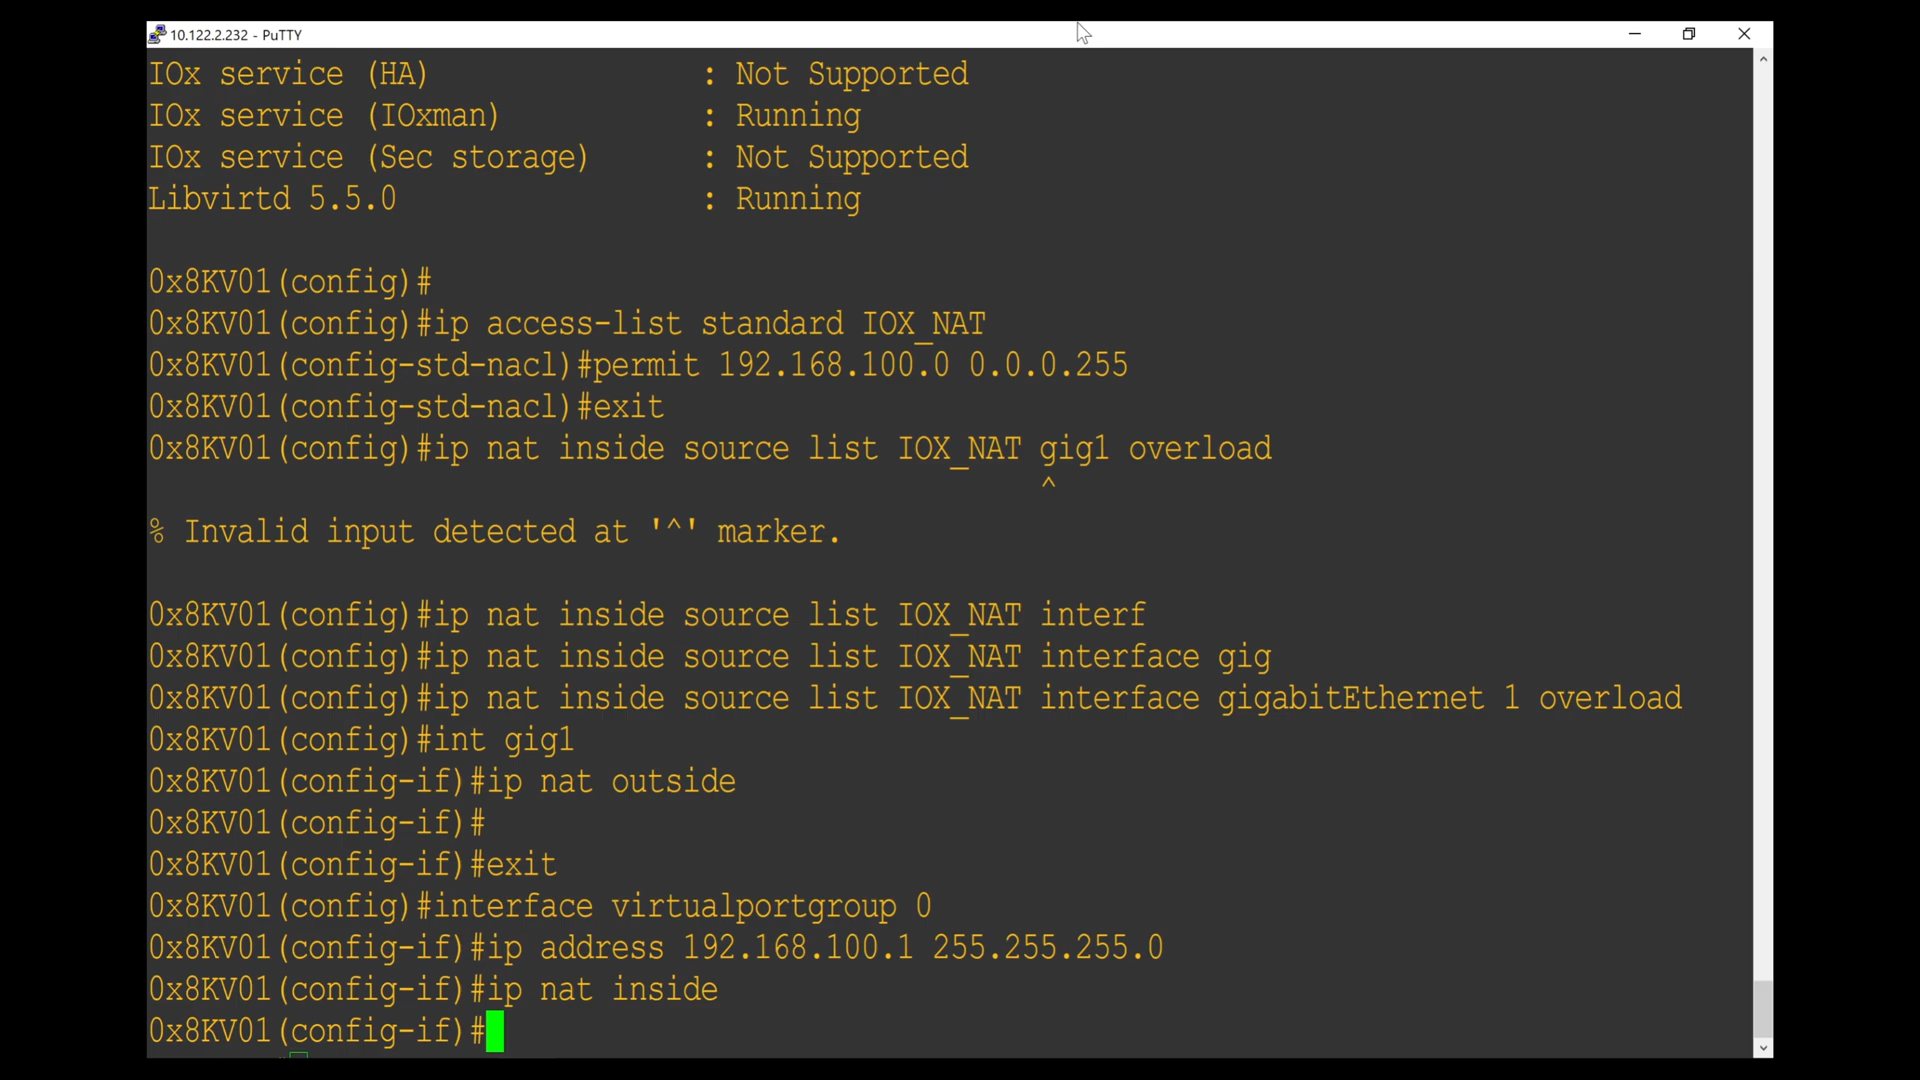 10.122.2.232 - PuTTY
IOx service (HA) : Not Supported
IOx service (IOxman) : Running
IOx service (Sec storage) : Not Supported
Libvirtd 5.5.0 : Running
0x8KV01(config)#
0x8KV01(config)#ip access-list standard IOX_NAT
0x8KV01(config-std-nacl)#permit 192.168.100.0 0.0.0.255
0x8KV01(config-std-nacl)#exit
0x8KV01(config)#ip nat inside source list IOX_NAT gig1 overload
^
% Invalid input detected at '^' marker.
0x8KV01(config)#ip nat inside source list IOX_NAT interf
0x8KV01(config)#ip nat inside source list IOX_NAT interface gig
0x8KV01(config)#ip nat inside source list IOX_NAT interface gigabitEthernet 1 overload
0x8KV01(config)#int gig1
0x8KV01(config-if)#ip nat outside
0x8KV01(config-if)#
0x8KV01(config-if)#exit
0x8KV01(config)#interface virtualportgroup 0
0x8KV01(config-if)#ip address 192.168.100.1 255.255.255.0
0x8KV01(config-if)#ip nat inside
0x8KV01(config-if)#